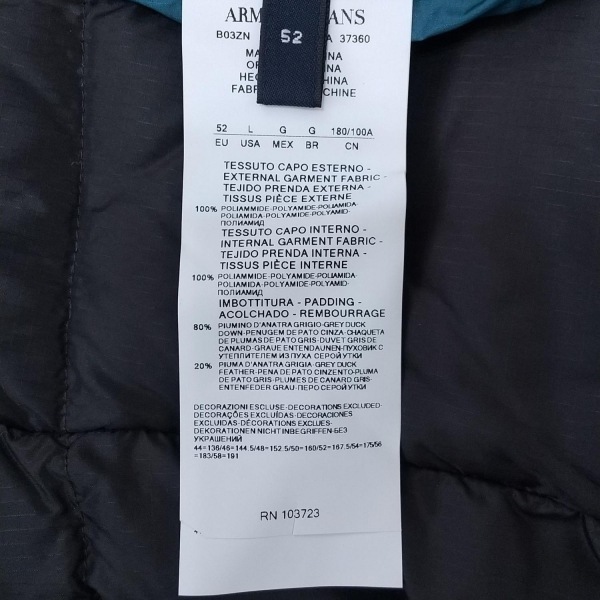 ARM ANS
B03ZN A 37360
52
MA INA
OF NA
HEC HINA
FABR CHINE
52 L G G 180/100A
EU USA MEX BR CN
TESSUTO CAPO ESTERNO -
EXTERNAL GARMENT FABRIC -
TEJIDO PRENDA EXTERNA -
TISSUS PIÈCE EXTERNE
100% POLIAMMIDE-POLYAMIDE-POLIAMIDA-
POLIAMIDA-POLYAMIDE-POLYAMID-
ПОЛИАМИД
TESSUTO CAPO INTERNO -
INTERNAL GARMENT FABRIC -
TEJIDO PRENDA INTERNA -
TISSUS PIÈCE INTERNE
100% POLIAMMIDE-POLYAMIDE-POLYAMID-
POLIAMIDA-POLYAMIDE-POLYAMID-
ПОЛИАМИД
IMBOTTITURA - PADDING -
ACOLCHADO - REMBOURRAGE
80% PIUMINO D'ANATRA GRIGIO-GREY DUCK
DOWN-PENUGEM DE PATO CINZA-CHAQUETA
DE PLUMAS DE PATO GRIS-DUVET GRIS DE
CANARD-GRAUE ENTENDAUNEN-ПУХОВИК С
УТЕПЛИТЕЛЕМ ИЗ ПУХА СЕРОЙ УТКИ
20% PIUMA D'ANATRA GRIGIA-GREY DUCK
FEATHER-PENA DE PATO CINZENTO-PLUMA
DE PATO GRIS-PLUMES DE CANARD GRIS-
ENTENFEDER GRAU-ПЕРО СЕРОЙ УТКИ
DECORAZIONI ESCLUSE-DECORATIONS EXCLUDED-
DECORAÇÕES EXCLUÍDAS-DECORACIONES
EXCLUIDAS-DÉCORATIONS EXCLUES-
DEKORATIONEN NICHT INBEGRIFFEN-БЕЗ
УКРАШЕНИЙ
44=136/46=144.5/48=152.5/50=160/52=167.5/54=175/56
=183/58=191
RN 103723